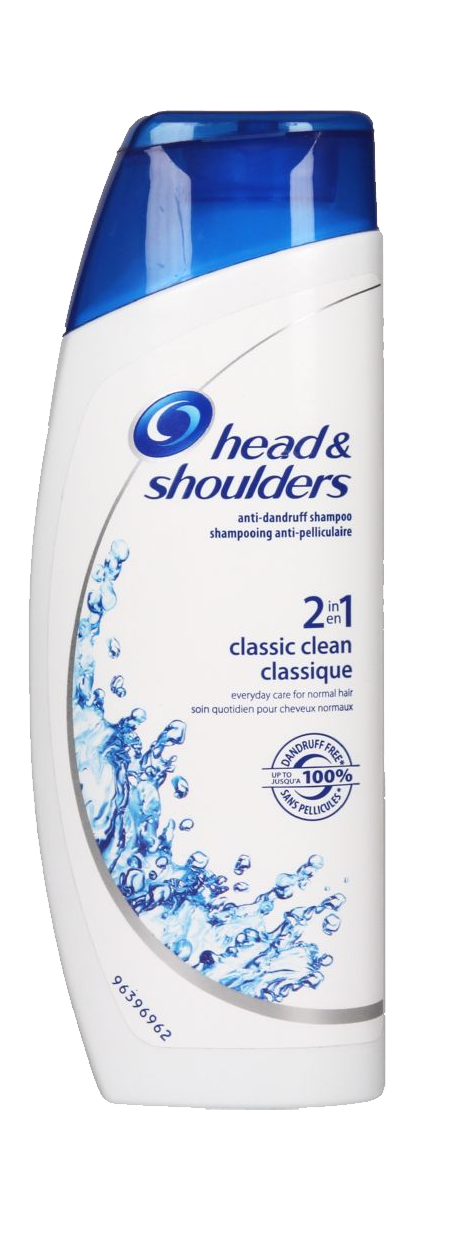 head &
shoulders
anti-dandruff shampoo
shampooing anti-pelliculaire
2 in en 1
classic clean
classique
everyday care for normal hair
soin quotidien pour cheveux normaux
DANDRUFF FREE*
UP TO
JUSQU'A 100%
SANS PELLICULES*
96396962